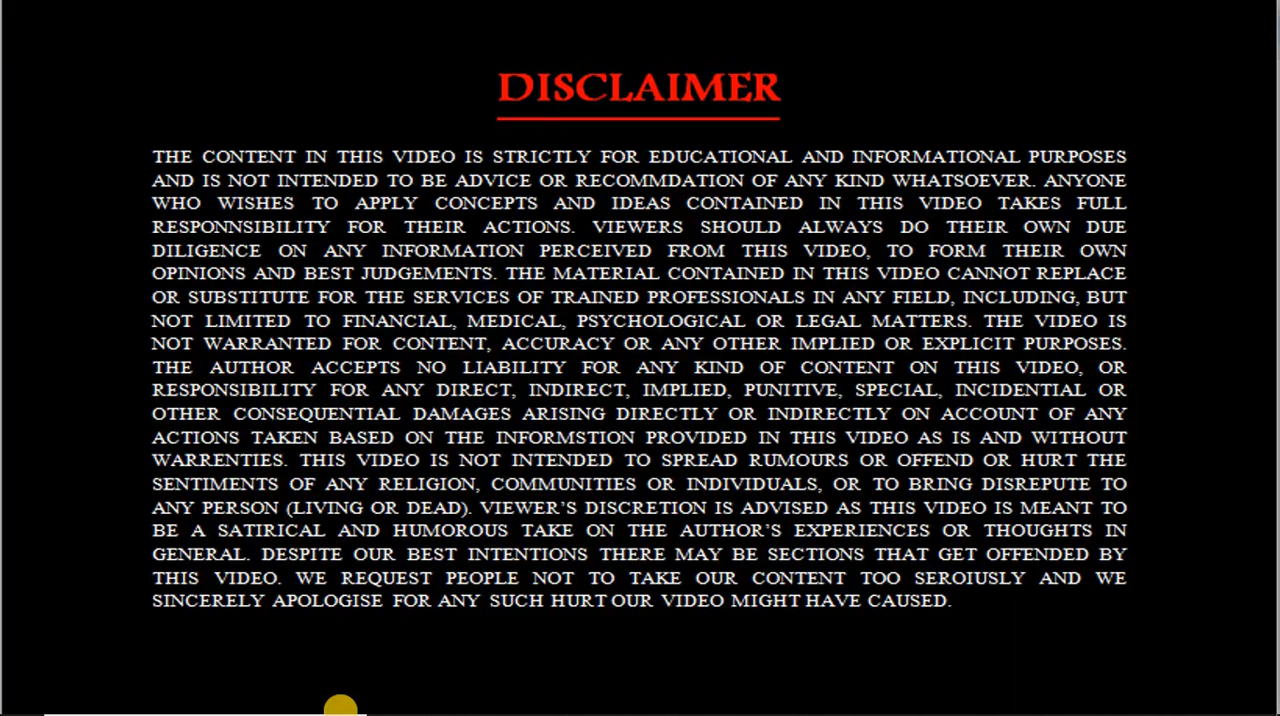 DISCLAIMER
THE CONTENT IN THIS VIDEO IS STRICTLY FOR EDUCATIONAL AND INFORMATIONAL PURPOSES
AND IS NOT INTENDED TO BE ADVICE OR RECOMMDATION OF ANY KIND WHATSOEVER. ANYONE
WHO WISHES TO APPLY CONCEPTS AND IDEAS CONTAINED IN THIS VIDEO TAKES FULL
RESPONNSIBILITY FOR THEIR ACTIONS. VIEWERS SHOULD ALWAYS DO THEIR OWN DUE
DILIGENCE ON ANY INFORMATION PERCEIVED FROM THIS VIDEO, TO FORM THEIR OWN
OPINIONS AND BEST JUDGEMENTS. THE MATERIAL CONTAINED IN THIS VIDEO CANNOT REPLACE
OR SUBSTITUTE FOR THE SERVICES OF TRAINED PROFESSIONALS IN ANY FIELD, INCLUDING, BUT
NOT LIMITED TO FINANCIAL, MEDICAL, PSYCHOLOGICAL OR LEGAL MATTERS. THE VIDEO IS
NOT WARRANTED FOR CONTENT, ACCURACY OR ANY OTHER IMPLIED OR EXPLICIT PURPOSES.
THE AUTHOR ACCEPTS NO LIABILITY FOR ANY KIND OF CONTENT ON THIS VIDEO, OR
RESPONSIBILITY FOR ANY DIRECT, INDIRECT, IMPLIED, PUNITIVE, SPECIAL, INCIDENTIAL OR
OTHER CONSEQUENTIAL DAMAGES ARISING DIRECTLY OR INDIRECTLY ON ACCOUNT OF ANY
ACTIONS TAKEN BASED ON THE INFORMSTION PROVIDED IN THIS VIDEO AS IS AND WITHOUT
WARRENTIES. THIS VIDEO IS NOT INTENDED TO SPREAD RUMOURS OR OFFEND OR HURT THE
SENTIMENTS OF ANY RELIGION, COMMUNITIES OR INDIVIDUALS, OR TO BRING DISREPUTE TO
ANY PERSON (LIVING OR DEAD). VIEWER'S DISCRETION IS ADVISED AS THIS VIDEO IS MEANT TO
BE A SATIRICAL AND HUMOROUS TAKE ON THE AUTHOR'S EXPERIENCES OR THOUGHTS IN
GENERAL. DESPITE OUR BEST INTENTIONS THERE MAY BE SECTIONS THAT GET OFFENDED BY
THIS VIDEO. WE REQUEST PEOPLE NOT TO TAKE OUR CONTENT TOO SEROIUSLY AND WE
SINCERELY APOLOGISE FOR ANY SUCH HURT OUR VIDEO MIGHT HAVE CAUSED.